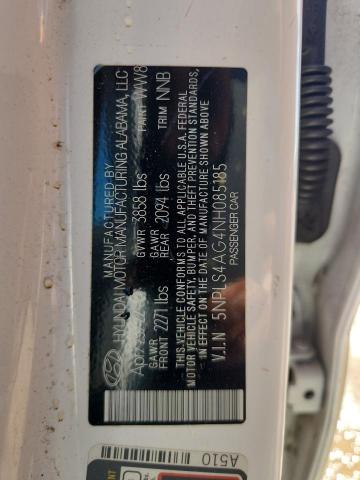 MANUFACTURED BY
HYUNDAI MOTOR MANUFACTURING ALABAMA, LLC
GVWR 3858 lbs PAINT WW8
GAWR FRONT 2271 lbs GAWR REAR 2094 lbs TRIM NNB
THIS VEHICLE CONFORMS TO ALL APPLICABLE U.S.A. FEDERAL
MOTOR VEHICLE SAFETY, BUMPER, AND THEFT PREVENTION STANDARDS
IN EFFECT ON THE DATE OF MANUFACTURE SHOWN ABOVE
V.I.N 5NPLS4AG4NH085185
PASSENGER CAR
A510